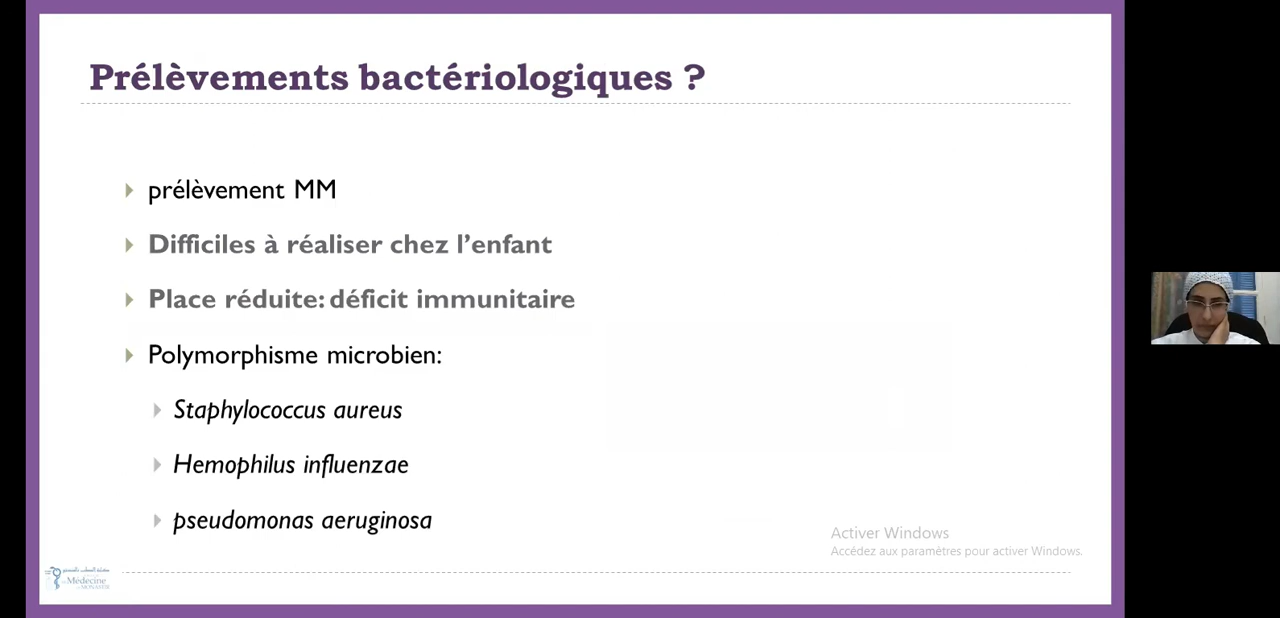 Prélèvements bactériologiques ?
prélèvement MM
Difficiles à réaliser chez l’enfant
Place réduite: déficit immunitaire
Polymorphisme microbien:
Staphylococcus aureus
Hemophilus influenzae
pseudomonas aeruginosa
Activer Windows
Accédez aux paramètres pour activer Windows.
Médecine